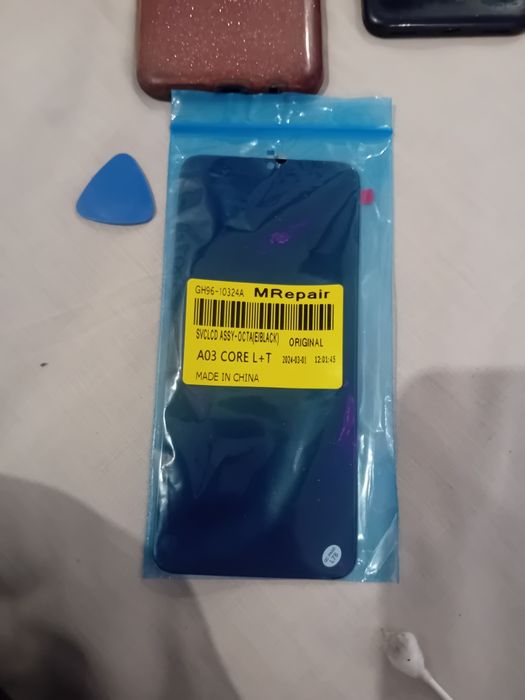 GH96-10324A MRepair
SVCLCD ASSY-OCTA(E/BLACK) ORIGINAL
A03 CORE L+T 2024-03-01 12:01:45
MADE IN CHINA